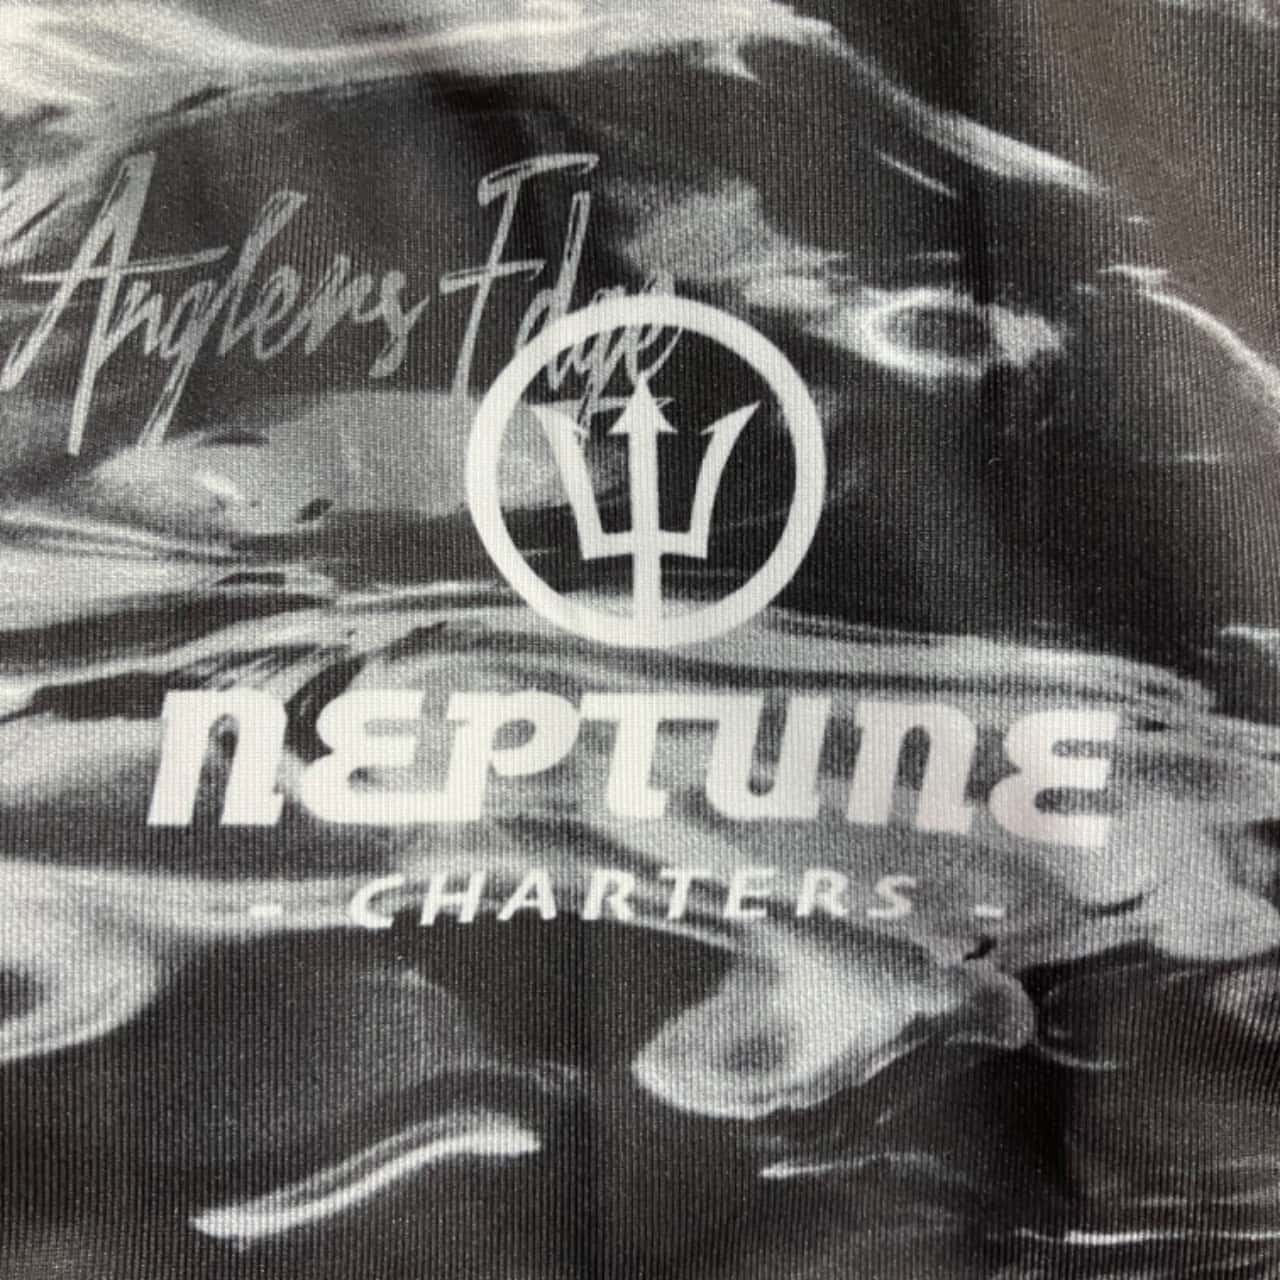 Anglers Edge
NEPTUNE
- CHARTERS -